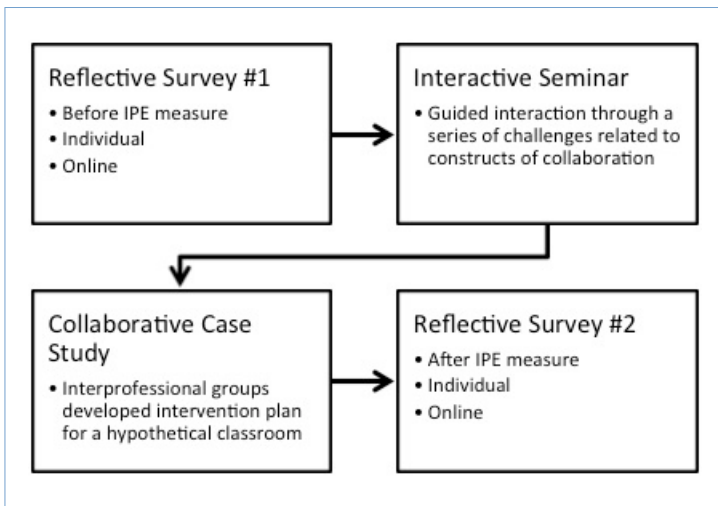 Reflective Survey #1
• Before IPE measure
• Individual
• Online
Interactive Seminar
• Guided interaction through a
series of challenges related to
constructs of collaboration
Collaborative Case
Study
• Interprofessional groups
developed intervention plan
for a hypothetical classroom
Reflective Survey #2
• After IPE measure
• Individual
• Online